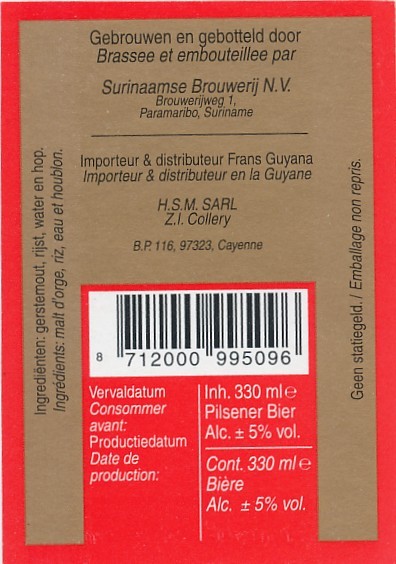 Gebrouwen en gebotteld door
Brassee et embouteillee par
Surinaamse Brouwerij N.V.
Brouwerijweg 1,
Paramaribo, Suriname
Importeur & distributeur Frans Guyana
Importeur & distributeur en la Guyane
H.S.M. SARL
Z.I. Collery
B.P. 116, 97323, Cayenne
Ingrediënten: gerstemout, rijst, water en hop.
Ingrédients: malt d'orge, riz, eau et houblon.
Geen statiegeld. / Emballage non repris.
8 712000 995096
Vervaldatum
Consommer
avant:
Productiedatum
Date de
production:
Inh. 330 ml e
Pilsener Bier
Alc. ± 5% vol.
Cont. 330 ml e
Bière
Alc. ± 5% vol.